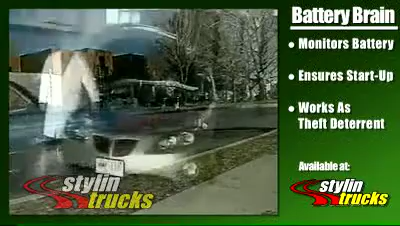 Battery Brain
Monitors Battery
Ensures Start-Up
Works As
Theft Deterrent
Available at:
stylin
trucks
stylin
trucks